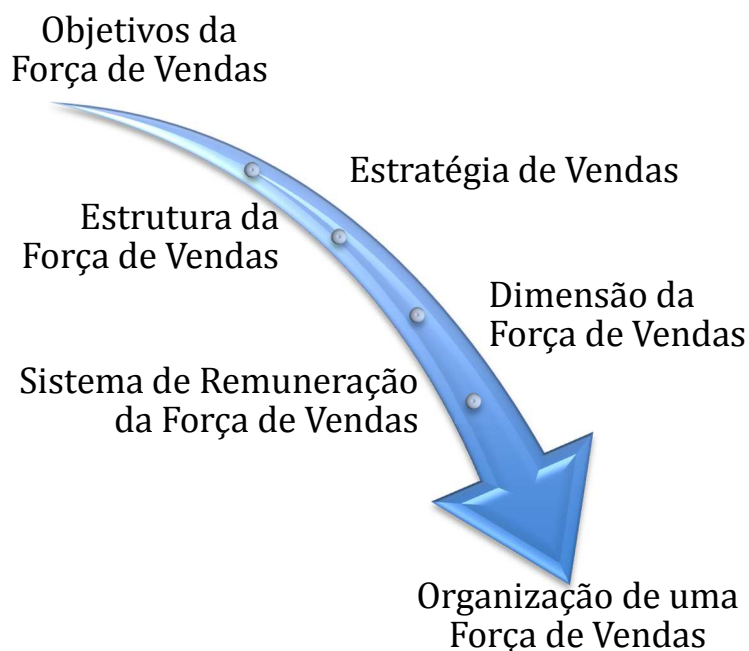 Objetivos da
Força de Vendas
Estratégia de Vendas
Estrutura da
Força de Vendas
Dimensão da
Força de Vendas
Sistema de Remuneração
da Força de Vendas
Organização de uma
Força de Vendas